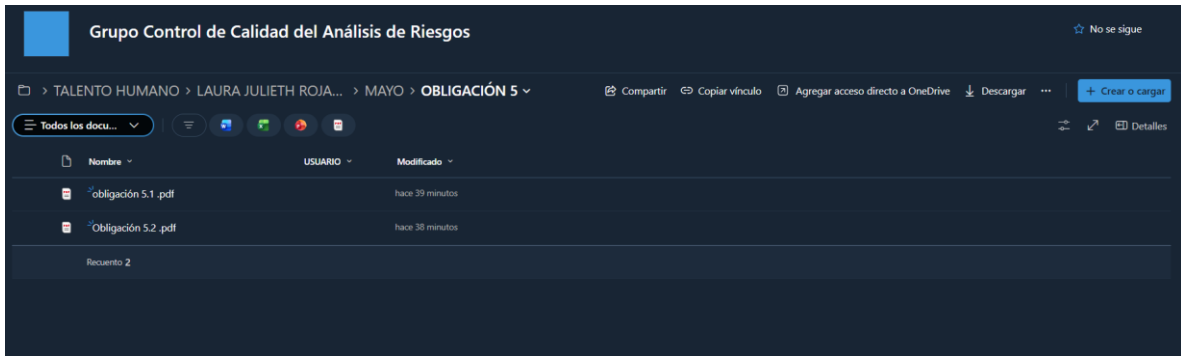 Grupo Control de Calidad del Análisis de Riesgos
No se sigue
> TALENTO HUMANO > LAURA JULIETH ROJA... > MAYO > OBLIGACIÓN 5
Compartir Copiar vínculo Agregar acceso directo a OneDrive Descargar ... + Crear o cargar
Todos los docu... Detalles
Nombre USUARIO Modificado
obligación 5.1 .pdf hace 39 minutos
Obligación 5.2 .pdf hace 38 minutos
Recuento 2